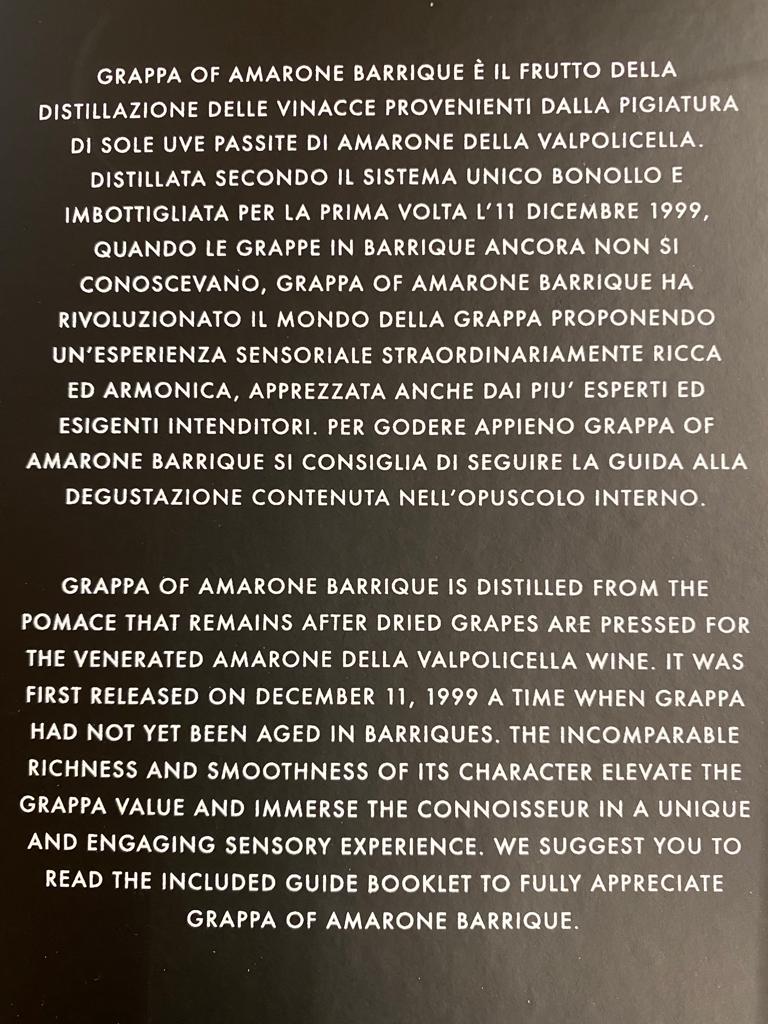 GRAPPA OF AMARONE BARRIQUE È IL FRUTTO DELLA
DISTILLAZIONE DELLE VINACCE PROVENIENTI DALLA PIGIATURA
DI SOLE UVE PASSITE DI AMARONE DELLA VALPOLICELLA.
DISTILLATA SECONDO IL SISTEMA UNICO BONOLLO E
IMBOTTIGLIATA PER LA PRIMA VOLTA L'11 DICEMBRE 1999,
QUANDO LE GRAPPE IN BARRIQUE ANCORA NON SI
CONOSCEVANO, GRAPPA OF AMARONE BARRIQUE HA
RIVOLUZIONATO IL MONDO DELLA GRAPPA PROPONENDO
UN'ESPERIENZA SENSORIALE STRAORDINARIAMENTE RICCA
ED ARMONICA, APPREZZATA ANCHE DAI PIU' ESPERTI ED
ESIGENTI INTENDITORI. PER GODERE APPIENO GRAPPA OF
AMARONE BARRIQUE SI CONSIGLIA DI SEGUIRE LA GUIDA ALLA
DEGUSTAZIONE CONTENUTA NELL'OPUSCOLO INTERNO.
GRAPPA OF AMARONE BARRIQUE IS DISTILLED FROM THE
POMACE THAT REMAINS AFTER DRIED GRAPES ARE PRESSED FOR
THE VENERATED AMARONE DELLA VALPOLICELLA WINE. IT WAS
FIRST RELEASED ON DECEMBER 11, 1999 A TIME WHEN GRAPPA
HAD NOT YET BEEN AGED IN BARRIQUES. THE INCOMPARABLE
RICHNESS AND SMOOTHNESS OF ITS CHARACTER ELEVATE THE
GRAPPA VALUE AND IMMERSE THE CONNOISSEUR IN A UNIQUE
AND ENGAGING SENSORY EXPERIENCE. WE SUGGEST YOU TO
READ THE INCLUDED GUIDE BOOKLET TO FULLY APPRECIATE
GRAPPA OF AMARONE BARRIQUE.